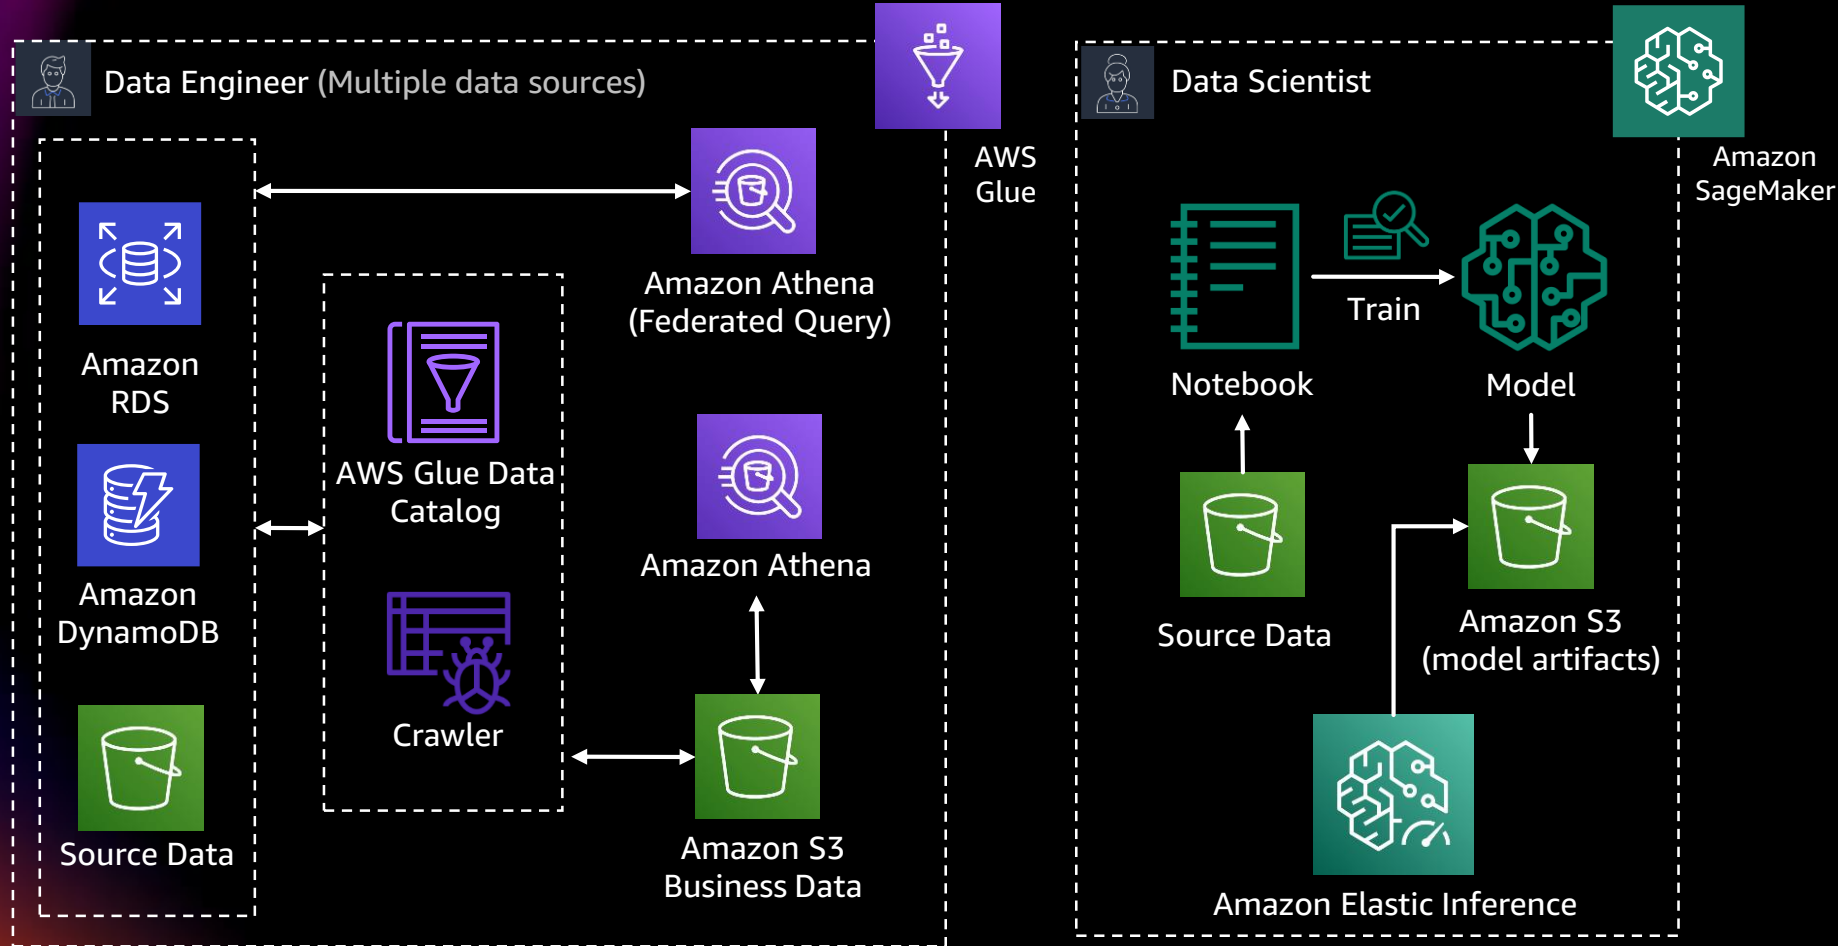 Data Engineer (Multiple data sources)
AWS
Glue
Amazon
RDS
Amazon
DynamoDB
Source Data
AWS Glue Data
Catalog
Crawler
Amazon Athena
(Federated Query)
Amazon Athena
Amazon S3
Business Data
Data Scientist
Amazon
SageMaker
Notebook
Train
Model
Source Data
Amazon S3
(model artifacts)
Amazon Elastic Inference